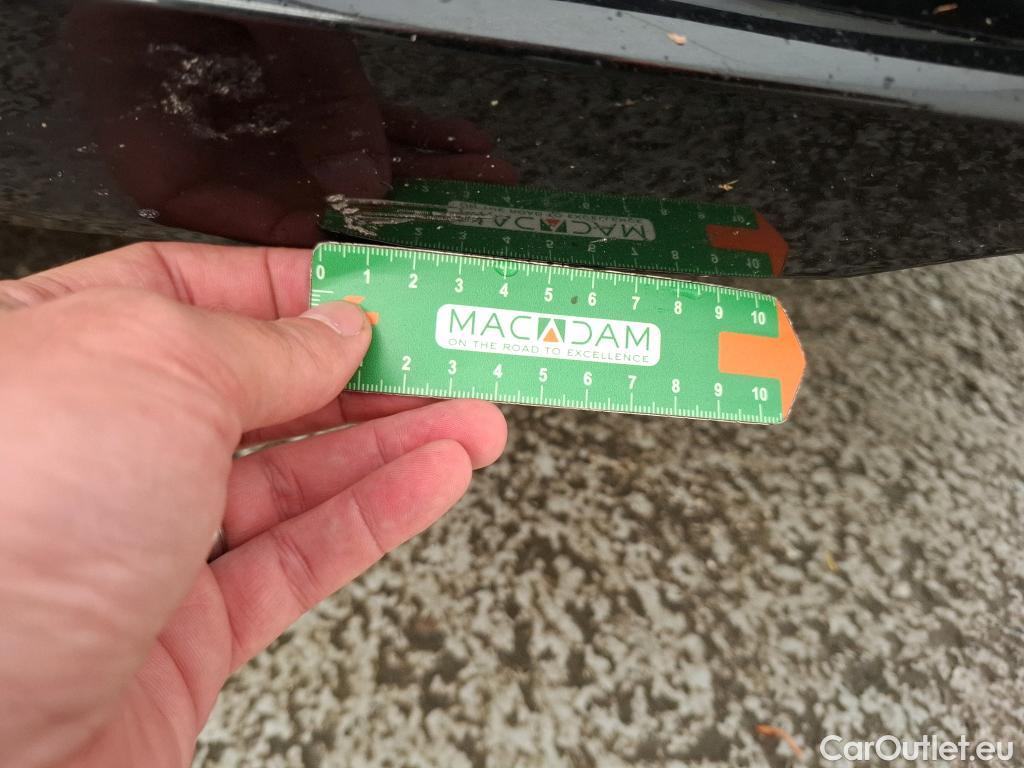 0 1 2 3 4 5 6 7 8 9 10
MACADAM
ON THE ROAD TO EXCELLENCE
2 3 4 5 6 7 8 9 10
CarOutlet.eu